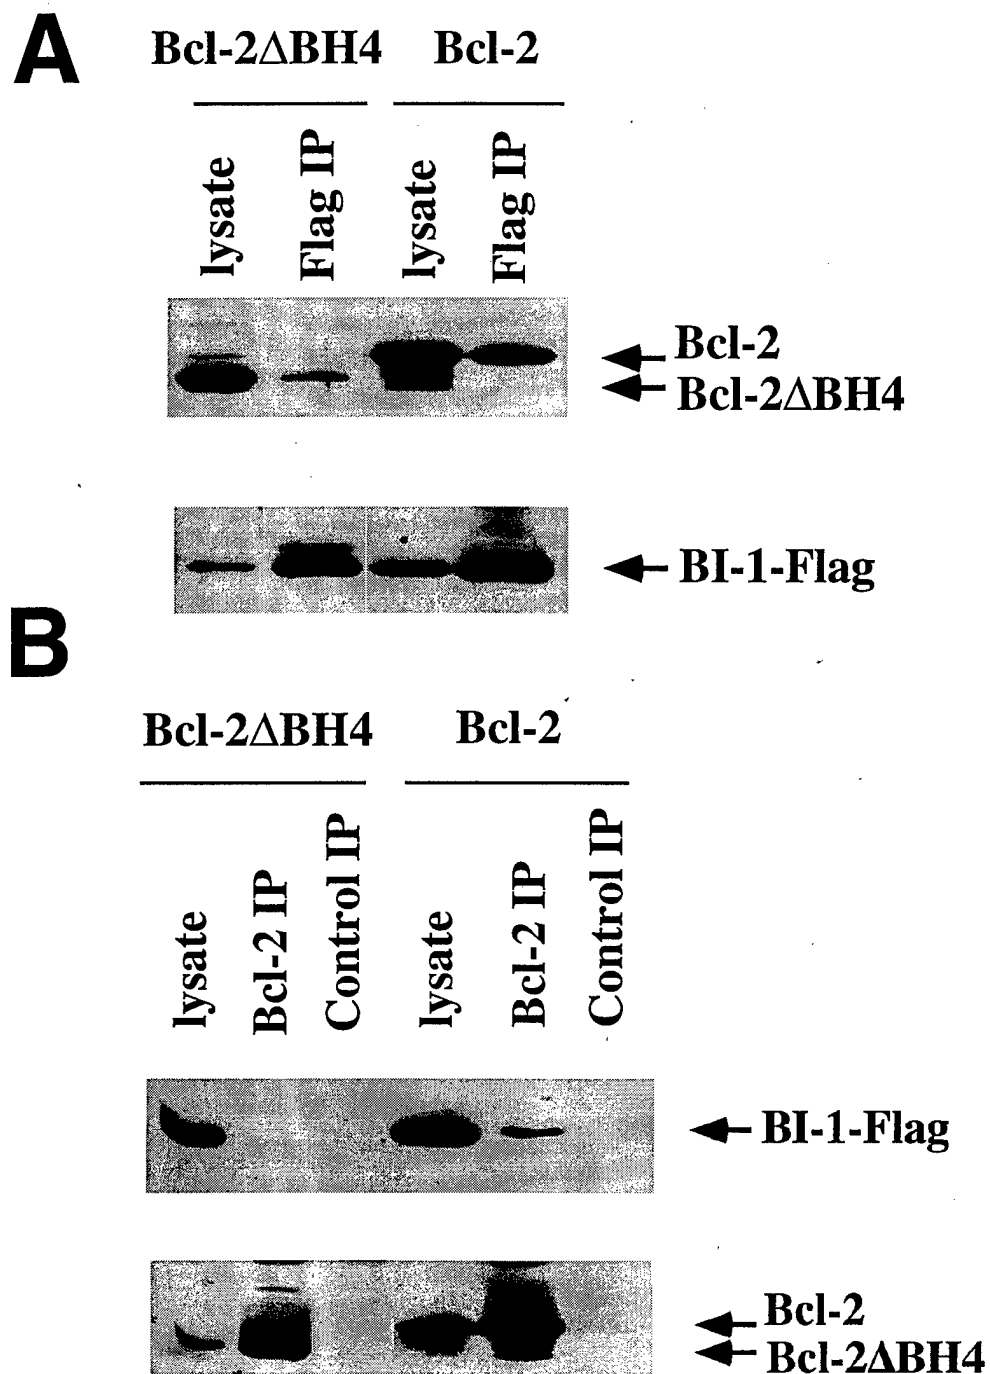 A
Bcl-2ΔBH4 Bcl-2
lysate Flag IP lysate Flag IP
Bcl-2
Bcl-2ΔBH4
BI-1-Flag
B
Bcl-2ΔBH4 Bcl-2
lysate Bcl-2 IP Control IP lysate Bcl-2 IP Control IP
BI-1-Flag
Bcl-2
Bcl-2ΔBH4